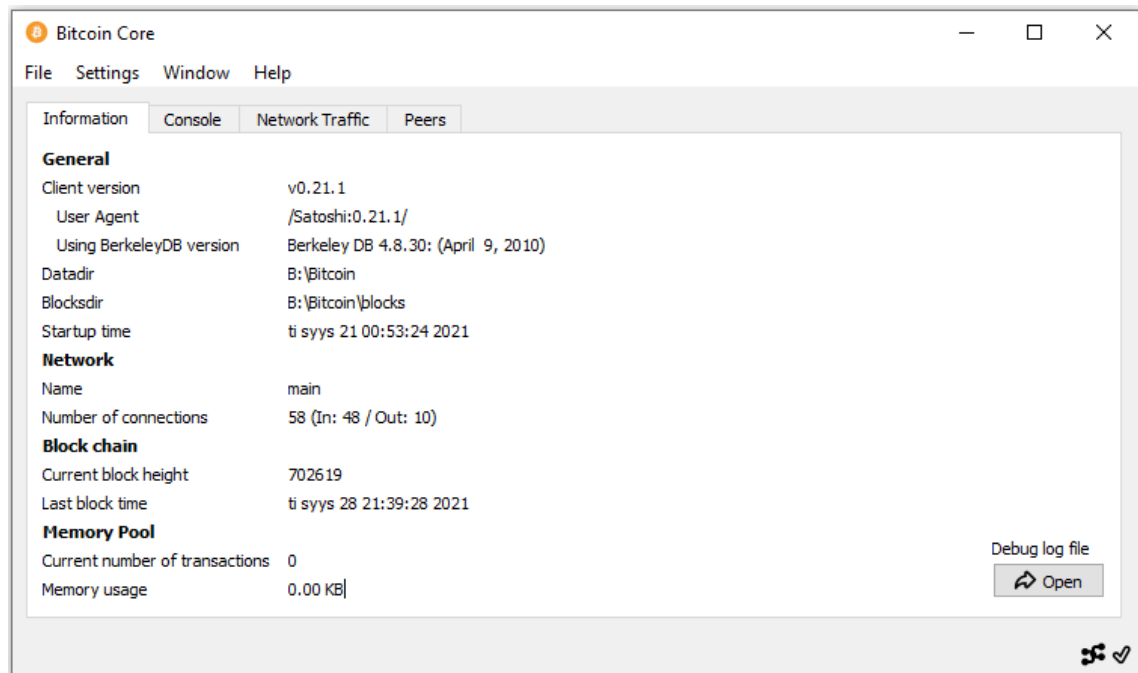 Bitcoin Core
File Settings Window Help
Information Console Network Traffic Peers
General
Client version v0.21.1
User Agent /Satoshi:0.21.1/
Using BerkeleyDB version Berkeley DB 4.8.30: (April 9, 2010)
Datadir B:\Bitcoin
Blocksdir B:\Bitcoin\blocks
Startup time ti syys 21 00:53:24 2021
Network
Name main
Number of connections 58 (In: 48 / Out: 10)
Block chain
Current block height 702619
Last block time ti syys 28 21:39:28 2021
Memory Pool
Current number of transactions 0
Memory usage 0.00 KB
Debug log file
Open